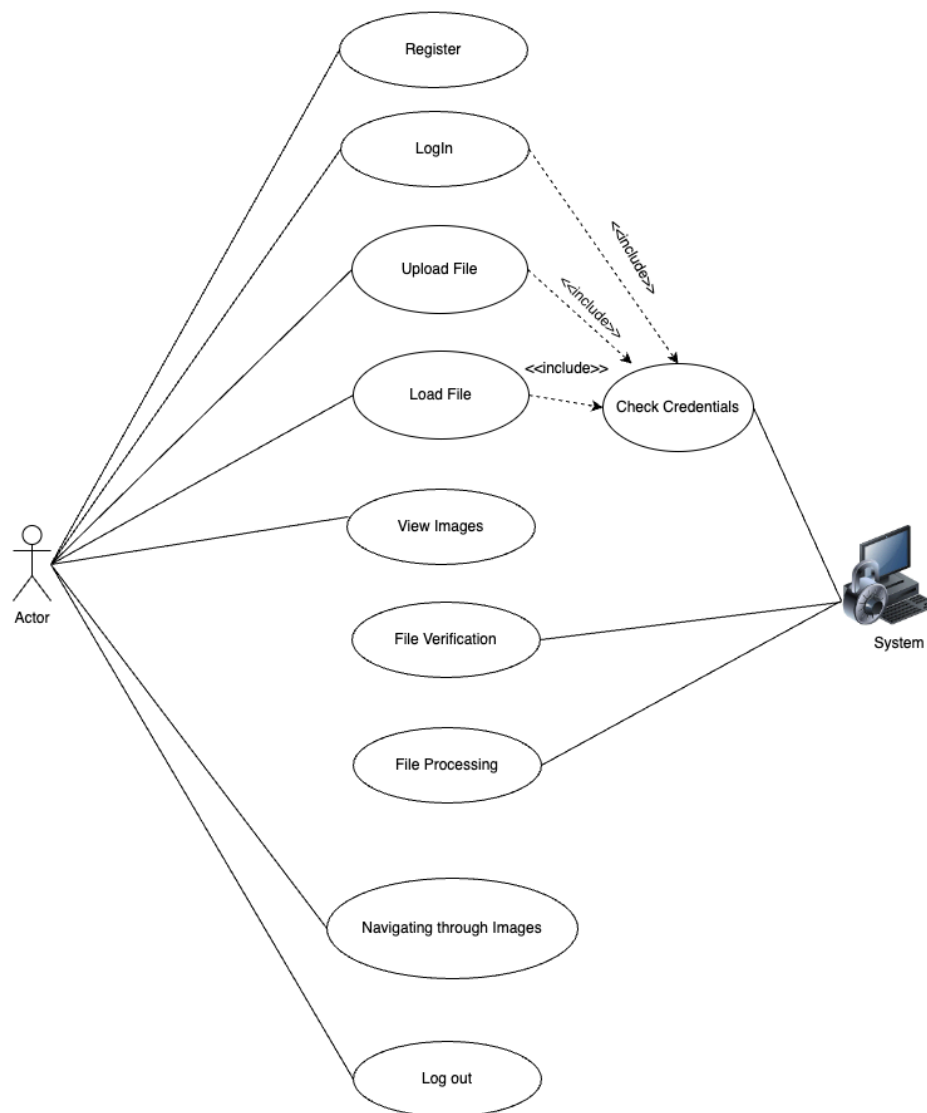 Register
LogIn
<<include>>
Upload File
<<include>>
Load File
<<include>>
Check Credentials
View Images
Actor
File Verification
System
File Processing
Navigating through Images
Log out